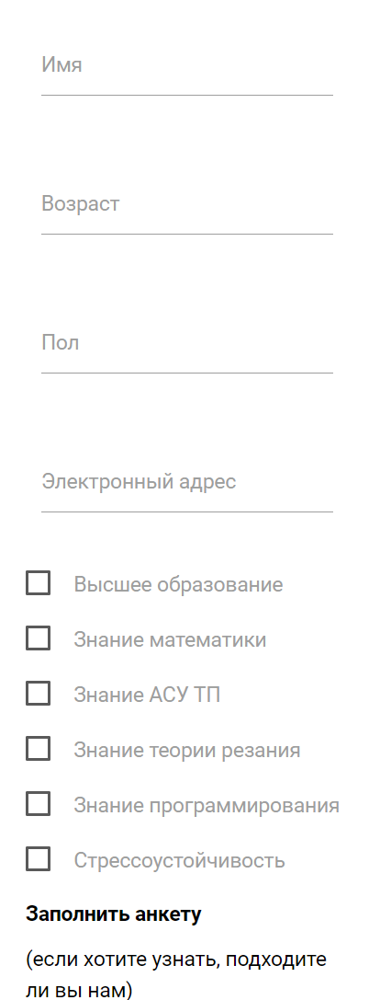 Имя
Возраст
Пол
Электронный адрес
Высшее образование
Знание математики
Знание АСУ ТП
Знание теории резания
Знание программирования
Стрессоустойчивость
Заполнить анкету
(если хотите узнать, подходите
ли вы нам)